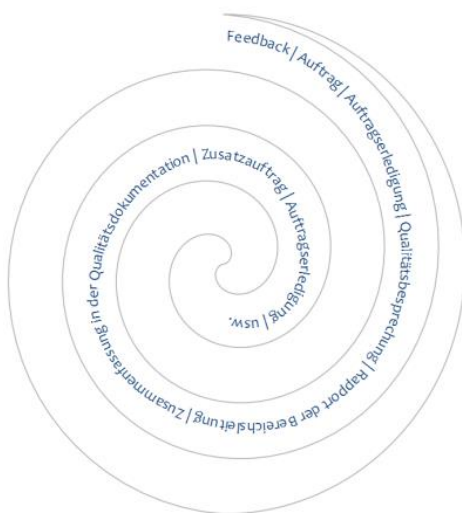 Feedback | Auftrag | Auftragserledigung | Qualitätsbesprechung | Rapport der Bereichsleitung | Zusammenfassung in der Qualitätsdokumentation | Zusatzauftrag | Auftragserledigung | usw.